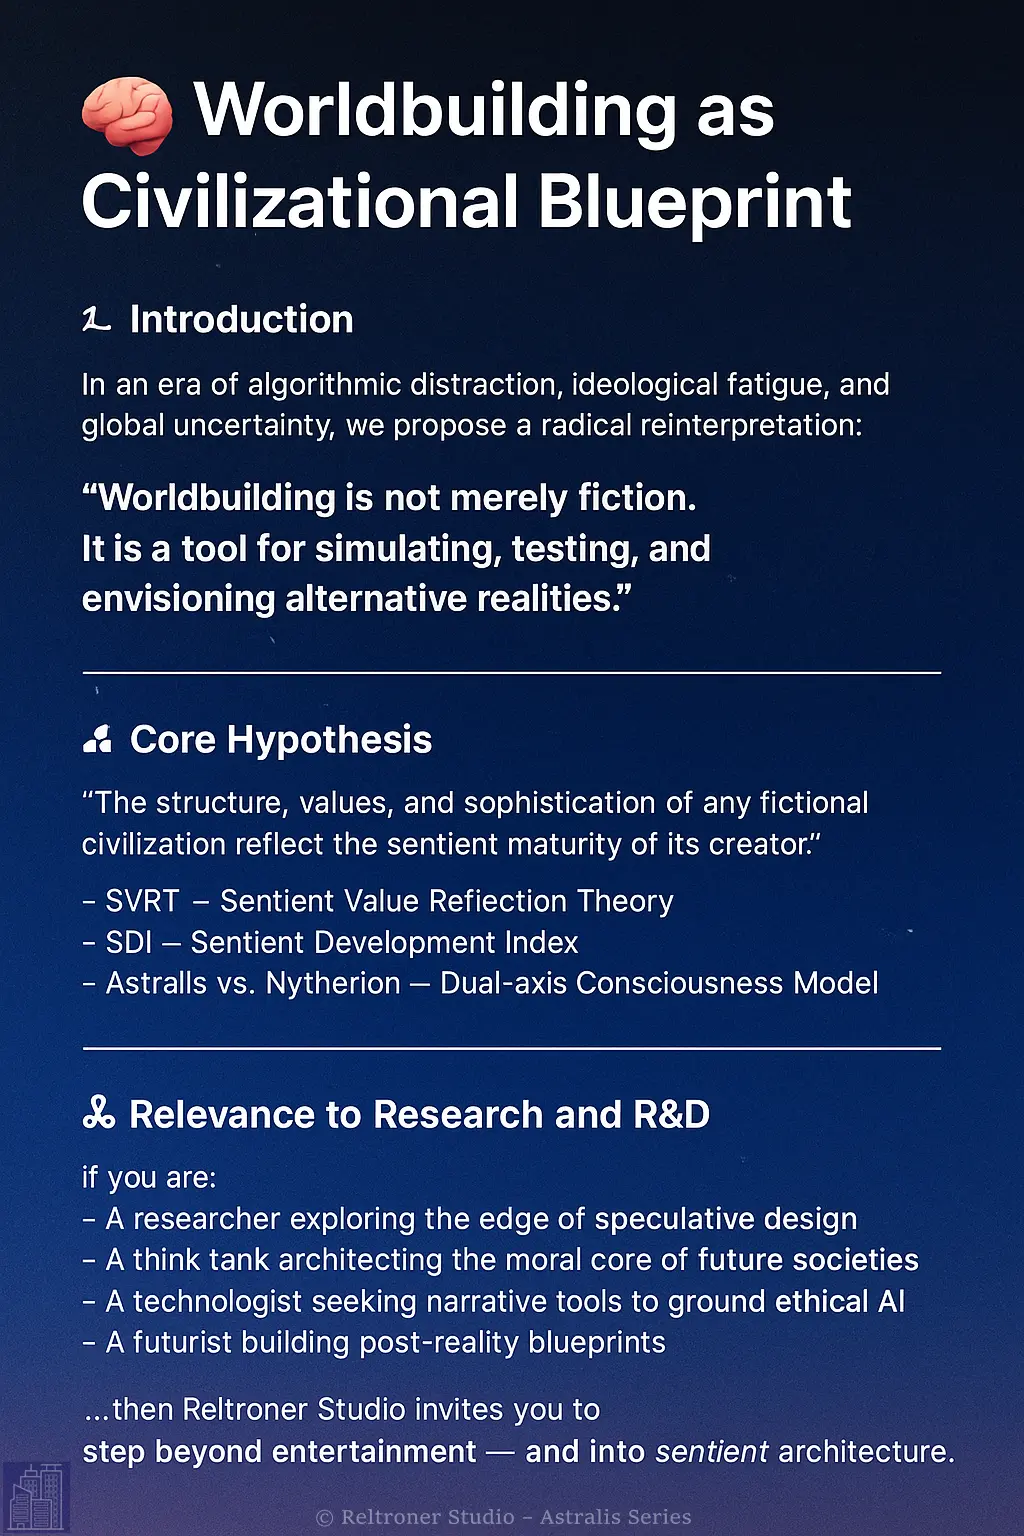 Worldbuilding as
Civilizational Blueprint
Introduction
In an era of algorithmic distraction, ideological fatigue, and
global uncertainty, we propose a radical reinterpretation:
“Worldbuilding is not merely fiction.
It is a tool for simulating, testing, and
envisioning alternative realities.”
Core Hypothesis
“The structure, values, and sophistication of any fictional
civilization reflect the sentient maturity of its creator.”
– SVRT – Sentient Value Refiection Theory
– SDI – Sentient Development Index
– Astralls vs. Nytherion – Dual-axis Consciousness Model
Relevance to Research and R&D
if you are:
– A researcher exploring the edge of speculative design
– A think tank architecting the moral core of future societies
– A technologist seeking narrative tools to ground ethical AI
– A futurist building post-reality blueprints
...then Reltroner Studio invites you to
step beyond entertainment — and into sentient architecture.
© Reltroner Studio – Astralis Series